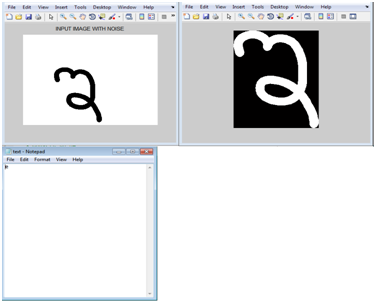 File Edit View Insert Tools Desktop Window Help
INPUT IMAGE WITH NOISE
File Edit View Insert Tools Desktop Window Help
text - Notepad
File Edit Format View Help